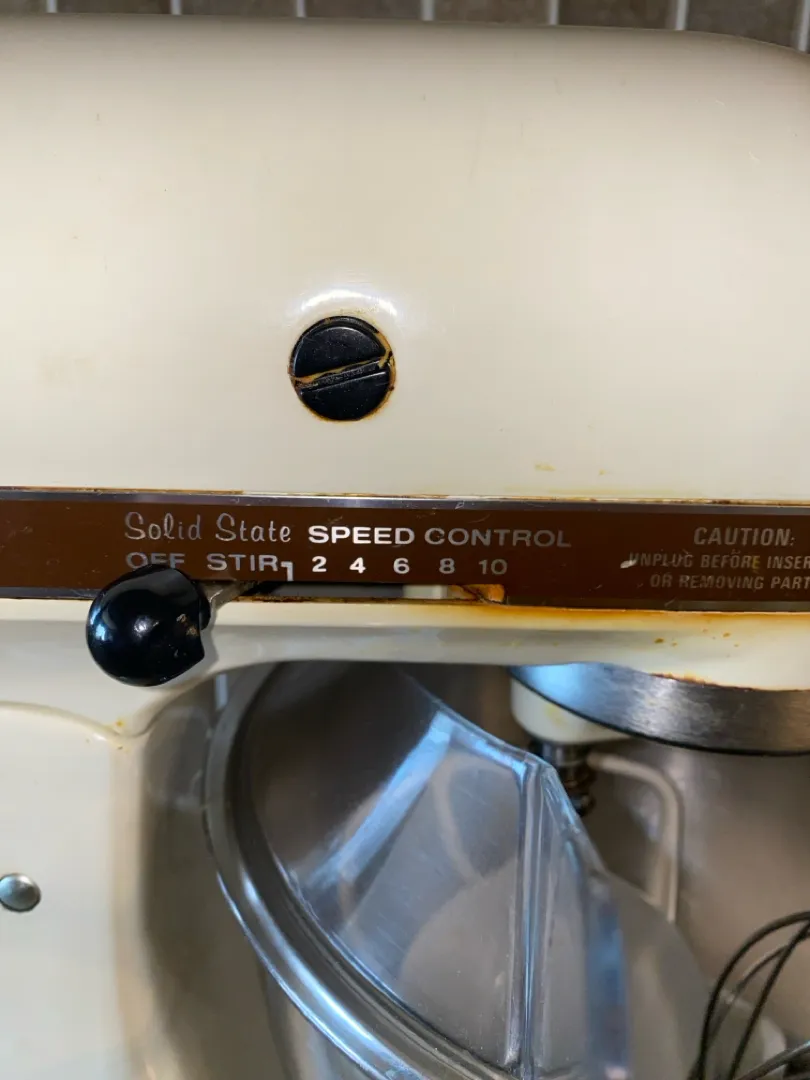 Solid State SPEED CONTROL
OFF STIR 1 2 4 6 8 10
CAUTION:
UNPLUG BEFORE INSER
OR REMOVING PART